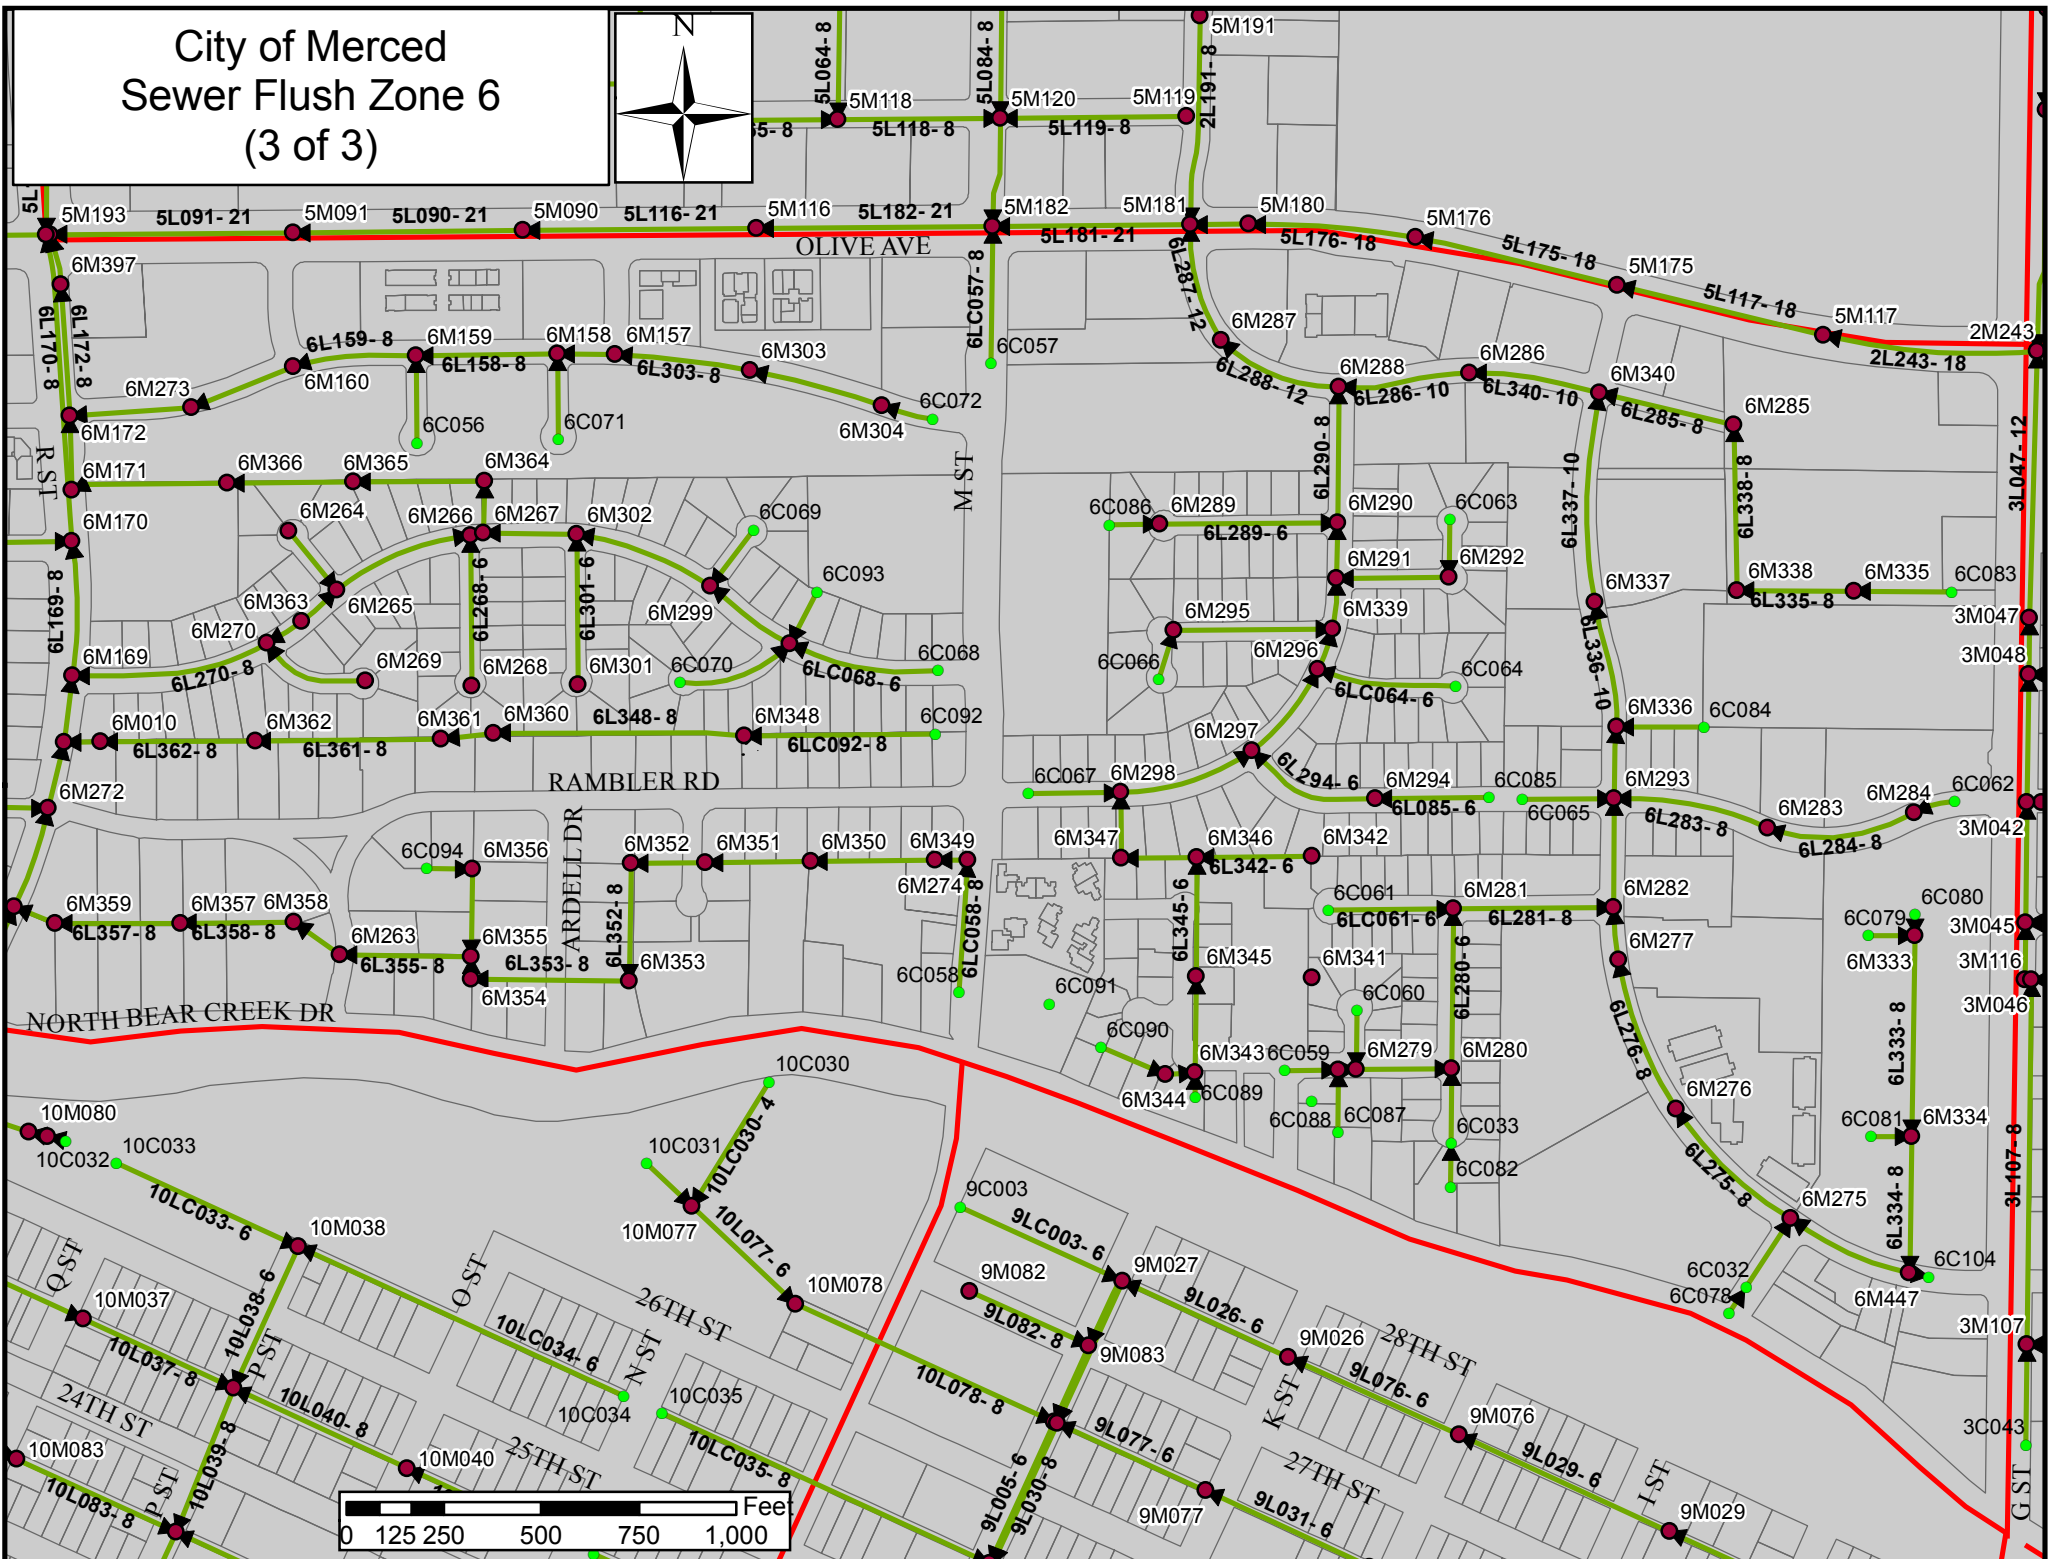 City of Merced
Sewer Flush Zone 6
(3 of 3)
N
5M191
5L064- 8
5L084- 8
2L191- 8
5M118
5M120
5M119
5L118- 8
5L119- 8
5M193
5L091- 21
5M091
5L090- 21
5M090
5L116- 21
5M116
5L182- 21
5M182
5M181
5M180
5M176
5L181- 21
5L176- 18
5L175- 18
5M175
OLIVE AVE
5L117- 18
5M117
2M243
2L243- 18
6M397
6L170- 8
6L172- 8
6LC057- 8
6L287- 12
6M287
6L159- 8
6M159
6M158
6M157
6M303
6C057
6M160
6L158- 8
6L303- 8
6M273
6M172
6C056
6C071
6C072
6M304
6L288- 12
6M288
6M286
6L286- 10
6L340- 10
6M340
6L285- 8
6M285
3L047- 12
R ST
M ST
6M171
6M366
6M365
6M364
6L290- 8
6L337- 10
6L338- 8
6M170
6M264
6M266
6M267
6M302
6C069
6C086
6M289
6L289- 6
6M290
6C063
6M291
6M292
6L169- 8
6M363
6M265
6L268- 6
6L301- 6
6M299
6C093
6M295
6M339
6M337
6M338
6L335- 8
6M335
6C083
3M047
6M270
6M169
6L270- 8
6M269
6M268
6M301
6C070
6LC068- 6
6C068
6C066
6M296
6LC064- 6
6C064
6L336- 10
3M048
6M010
6L362- 8
6M362
6L361- 8
6M361
6M360
6L348- 8
6M348
6LC092- 8
6C092
6M297
6M336
6C084
RAMBLER RD
6M272
6C067
6M298
6L294- 6
6M294
6L085- 6
6C085
6C065
6M293
6L283- 8
6M283
6M284
6L284- 8
6C062
3M042
6C094
6M356
ARDELL DR
6M352
6M351
6M350
6M349
6M274
6M347
6M346
6L342- 6
6M342
6M359
6L357- 8
6M357
6L358- 8
6M358
6M263
6L355- 8
6M355
6L353- 8
6M354
6L352- 8
6M353
6LC058- 8
6C058
6L345- 6
6C061
6LC061- 6
6M281
6L281- 8
6M282
6M277
6C080
6C079
6M333
3M045
3M116
3M046
6M345
6M341
6C091
6C060
6L280- 6
NORTH BEAR CREEK DR
6C090
6M343
6C059
6M279
6M280
6L276- 8
6M276
6L333- 8
6M344
6C089
6C088
6C087
6C033
6C082
6C081
6M334
3L107- 8
10M080
10C032
10C033
10C030
10C031
10LC030- 4
10LC033- 6
10M038
10M077
10L077- 6
9C003
9LC003- 6
6L275- 8
6M275
6L334- 8
6C104
6C032
6C078
6M447
Q ST
O ST
10M037
10L038- 6
10L037- 8
P ST
10LC034- 6
N ST
26TH ST
10M078
9M082
9L082- 8
9M027
9L026- 6
9M083
9M026
28TH ST
3M107
24TH ST
10L040- 8
10C034
10C035
10L078- 8
9L076- 6
K ST
9M076
3C043
10M083
10L083- 8
P ST
10L039- 8
10M040
25TH ST
10LC035- 8
9L005- 6
9L030- 8
9L077- 6
9M077
27TH ST
9L031- 6
9L029- 6
I ST
9M029
G ST
Feet
0 125 250 500 750 1,000